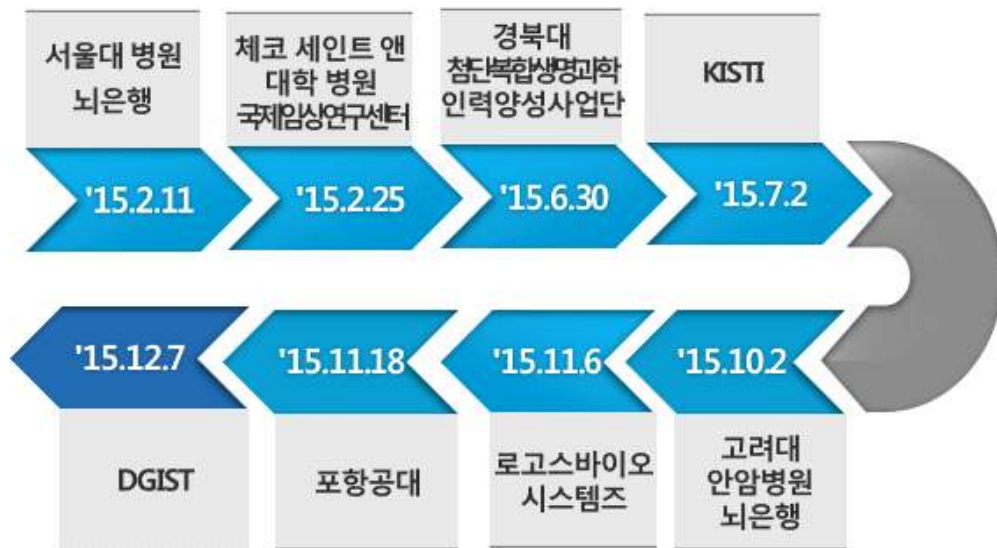 서울대 병원
뇌은행
체코 세인트 앤
대학 병원
국제임상연구센터
경북대
첨단복합생명과학
인력양성사업단
KISTI
'15.2.11
'15.2.25
'15.6.30
'15.7.2
'15.12.7
'15.11.18
'15.11.6
'15.10.2
DGIST
포항공대
로고스바이오
시스템즈
고려대
안암병원
뇌은행